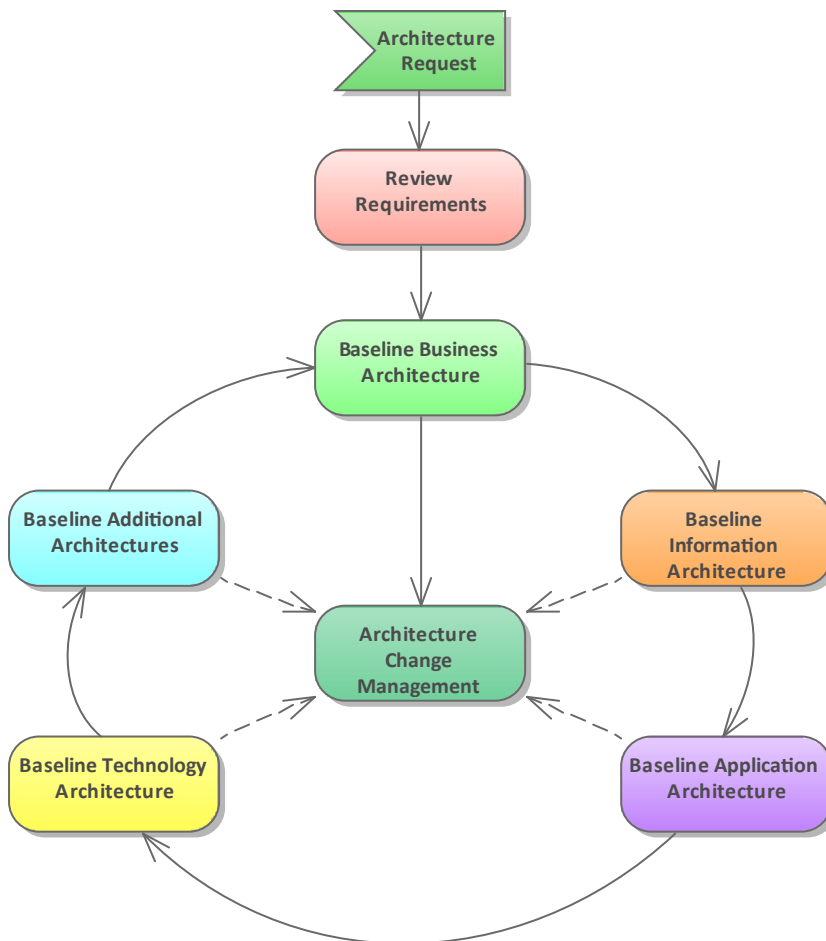 Architecture
Request
Review
Requirements
Baseline Business
Architecture
Baseline Additional
Architectures
Baseline
Information
Architecture
Architecture
Change
Management
Baseline Technology
Architecture
Baseline Application
Architecture